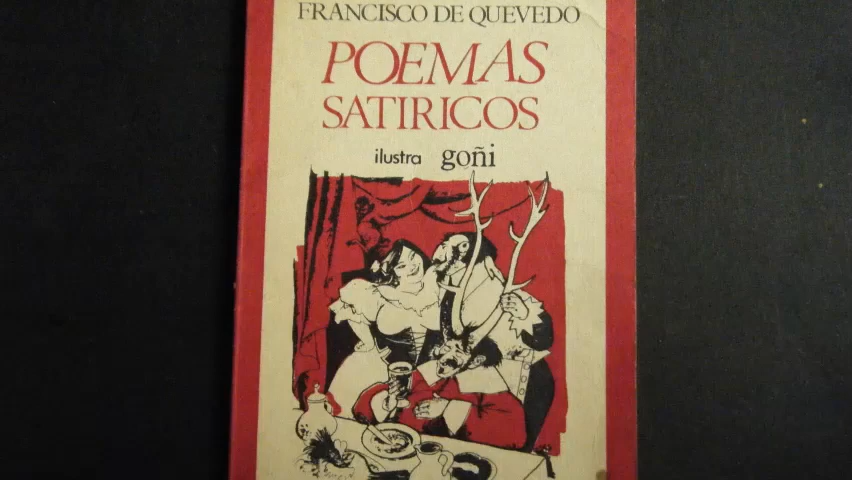 FRANCISCO DE QUEVEDO
POEMAS
SATIRICOS
ilustra goñi